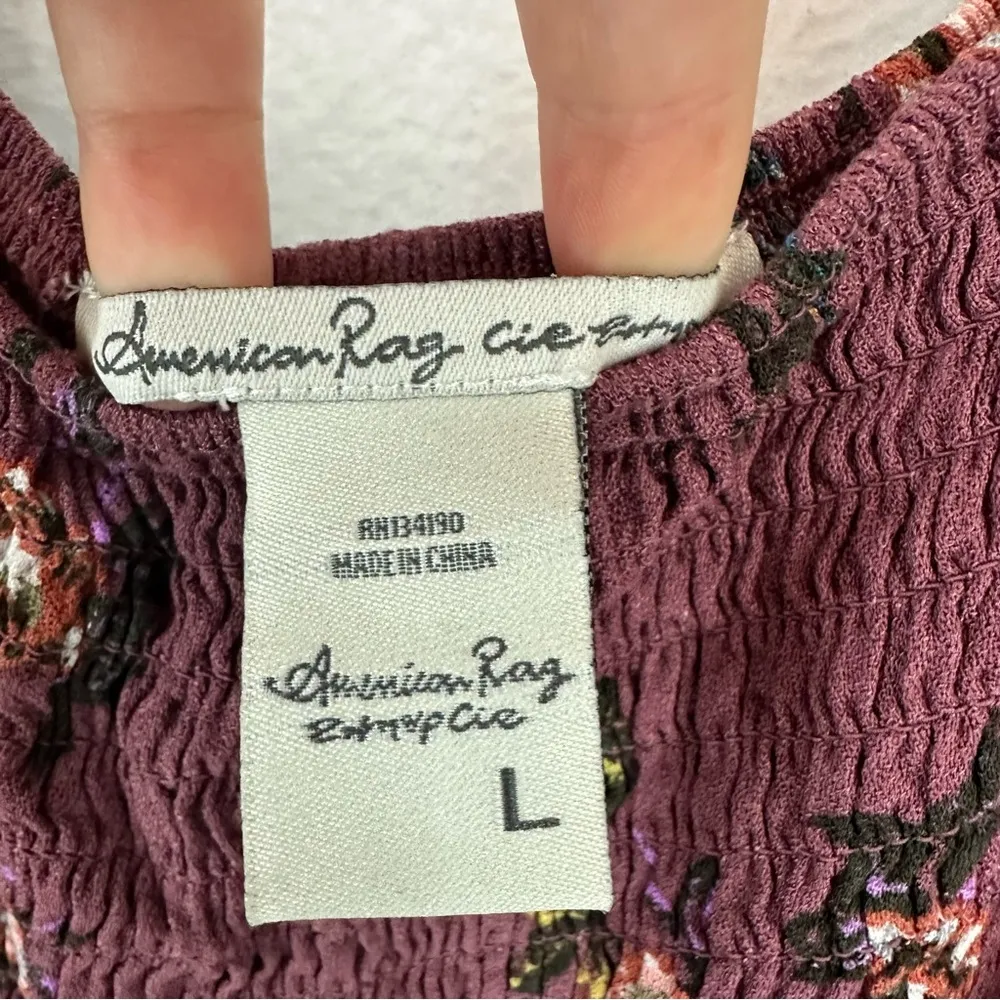 American Rag Cie
RN134190
MADE IN CHINA
American Rag
Cie
L